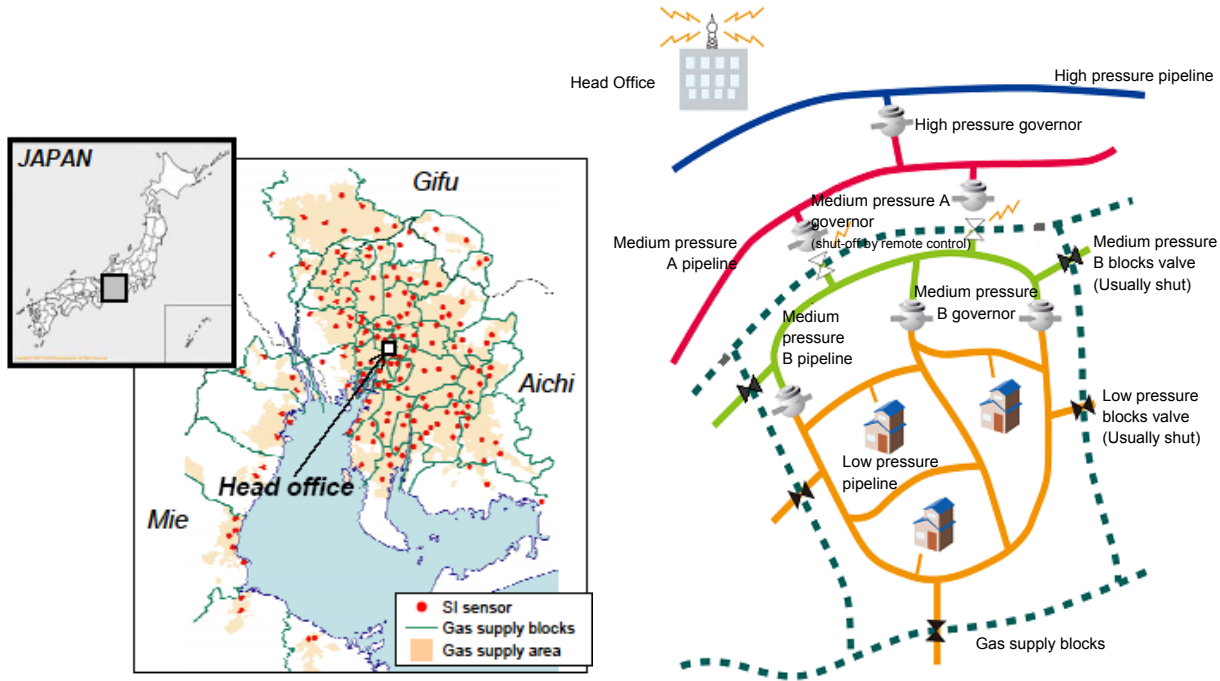 JAPAN
Gifu
Aichi
Head office
Mie
SI sensor
Gas supply blocks
Gas supply area
Head Office
High pressure pipeline
High pressure governor
Medium pressure A
governor
(shut-off by remote control)
Medium pressure
A pipeline
Medium pressure
B blocks valve
(Usually shut)
Medium pressure
B governor
Medium
pressure
B pipeline
Low pressure
blocks valve
(Usually shut)
Low pressure
pipeline
Gas supply blocks